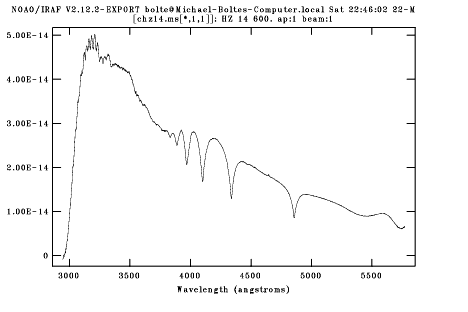 NOAO/IRAF V2.12.2-EXPORT bolte@Michael-Boltes-Computer.local Sat 22:46:02 22-M
[chz14.ms[*,1,1]]: HZ 14 600. ap:1 beam:1
5.00E-14
4.00E-14
3.00E-14
2.00E-14
1.00E-14
0
3000 3500 4000 4500 5000 5500
Wavelength (angstroms)